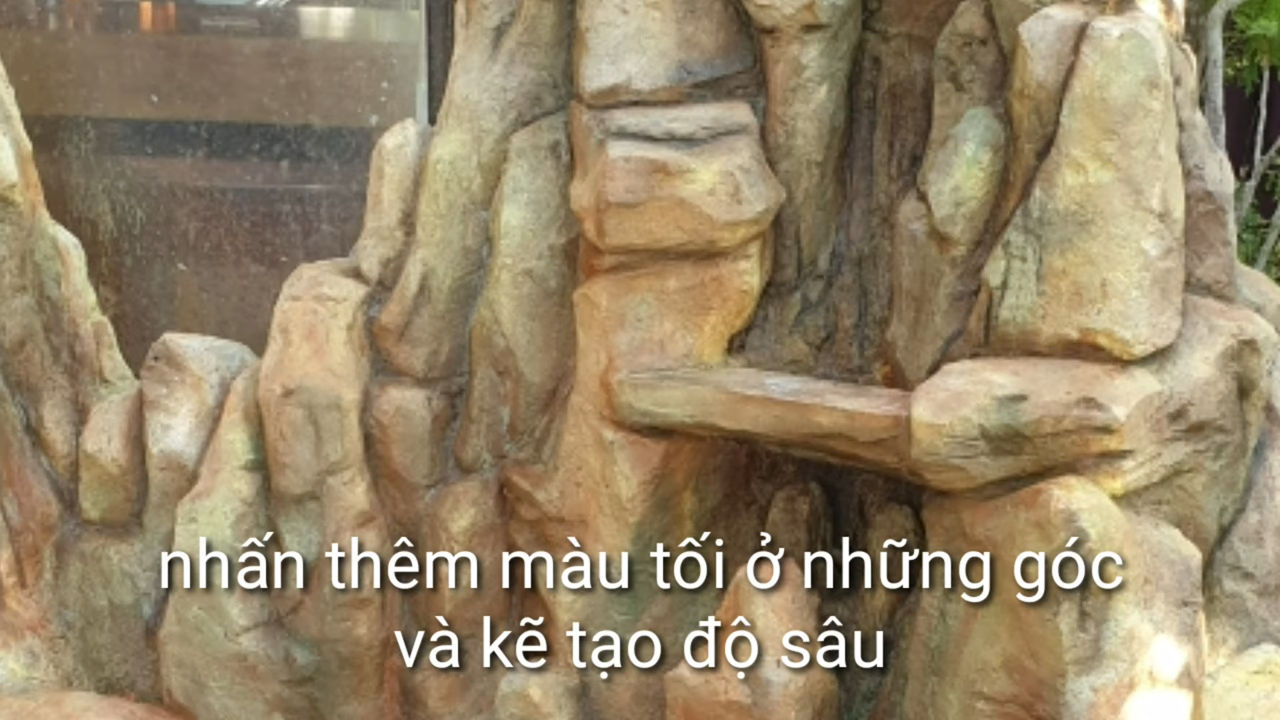 nhấn thêm màu tối ở những góc
và kẽ tạo độ sâu